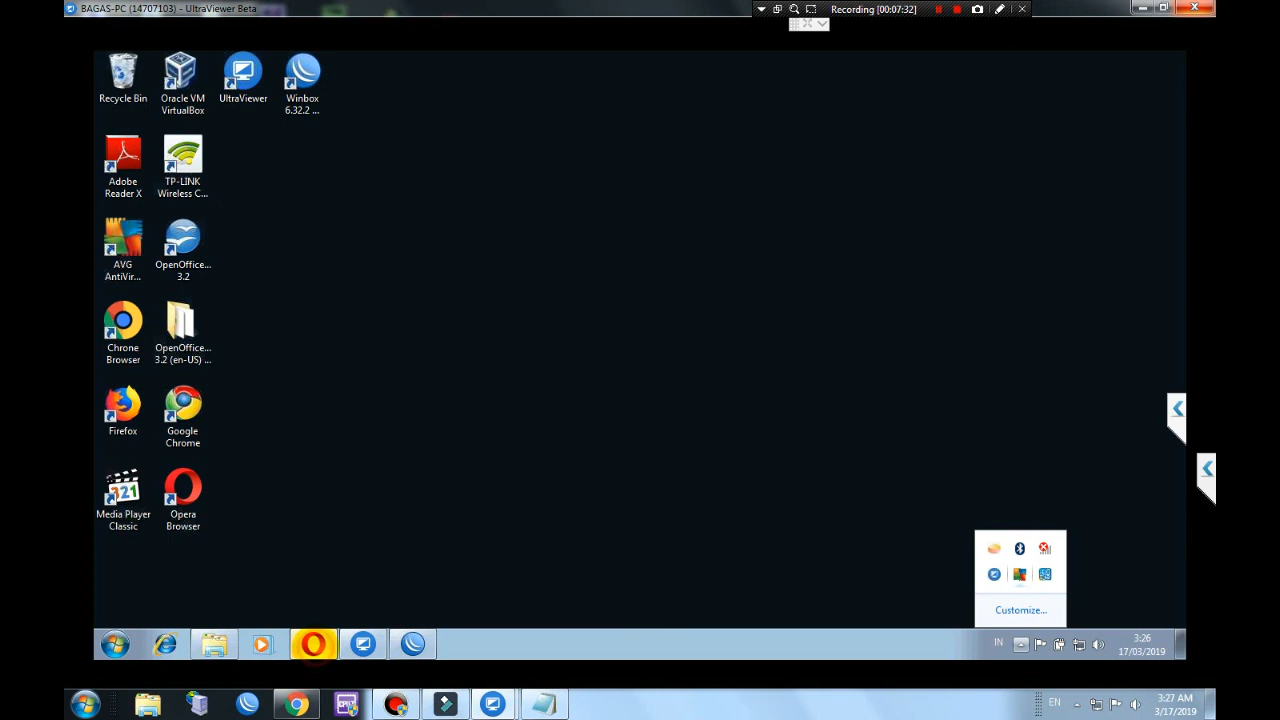 BAGAS-PC (14707103) - UltraViewer Beta
Recording [00:07:32]
Recycle Bin
Oracle VM
VirtualBox
UltraViewer
Winbox
6.32.2 ...
Adobe
Reader X
TP-LINK
Wireless C...
AVG
AntiVir...
OpenOffice...
3.2
Chrone
Browser
OpenOffice...
3.2 (en-US) ...
Firefox
Google
Chrome
321
Media Player
Classic
Opera
Browser
Customize...
IN
3:26
17/03/2019
EN
3:27 AM
3/17/2019